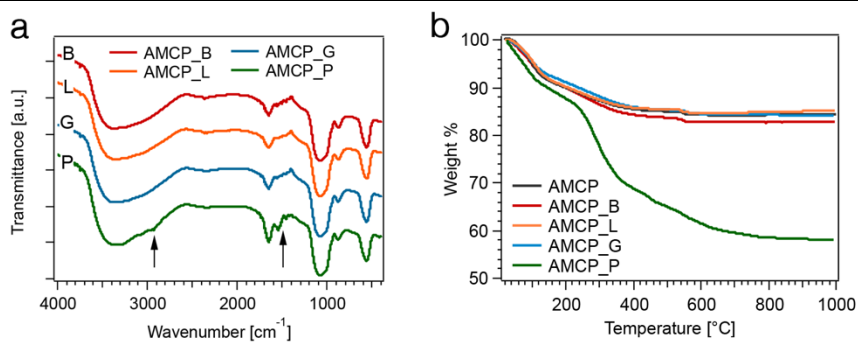 a
B
L
G
P
AMCP_B
AMCP_G
AMCP_L
AMCP_P
Transmittance [a.u.]
4000
3000
2000
1000
Wavenumber [cm⁻¹]
b
100
90
80
70
60
50
Weight %
AMCP
AMCP_B
AMCP_L
AMCP_G
AMCP_P
200
400
600
800
1000
Temperature [°C]